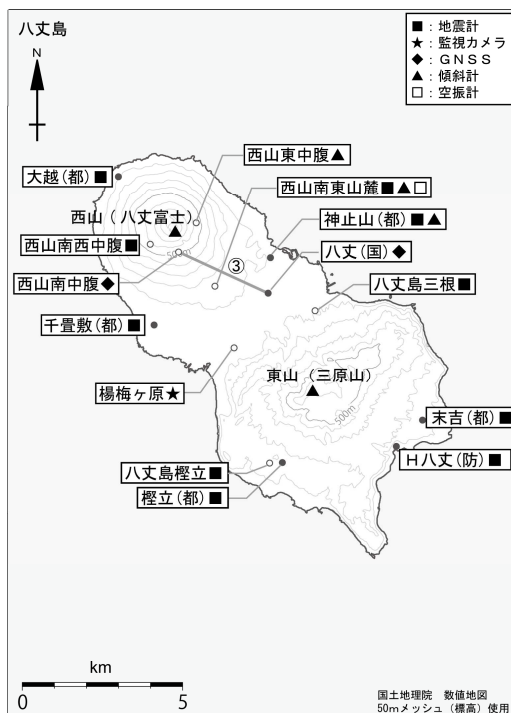 八丈島
■：地震計
★：監視カメラ
◆：ＧＮＳＳ
▲：傾斜計
□：空振計
N
西山東中腹▲
大越(都)■
西山南東山麓■▲□
西山（八丈富士）
神止山(都)■▲
西山南西中腹■
500m
③
八丈(国)◆
西山南中腹◆
八丈島三根■
千畳敷(都)■
東山（三原山）
楊梅ヶ原★
500m
末吉(都)■
Ｈ八丈(防)■
八丈島樫立■
樫立(都)■
km
0 5
国土地理院　数値地図
50mメッシュ（標高）使用